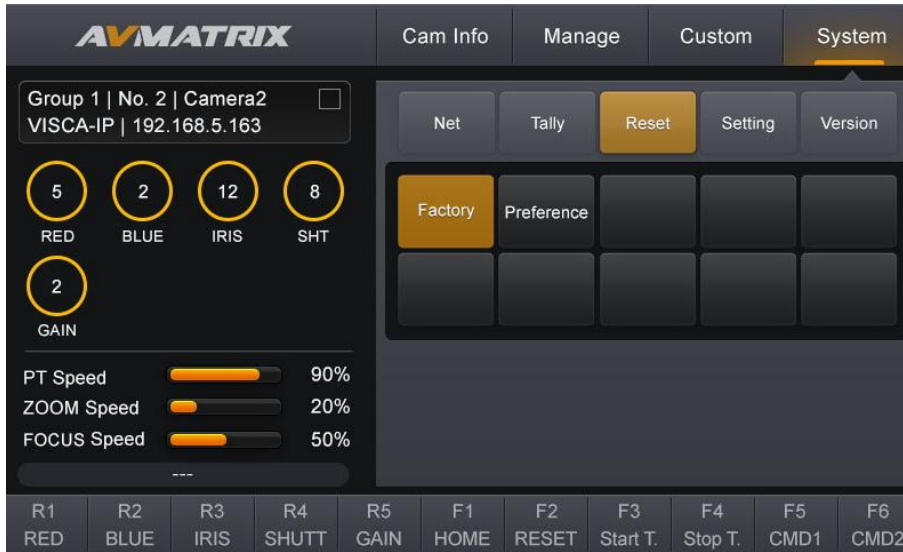 AVMATRIX
Cam Info Manage Custom System
Group 1 | No. 2 | Camera2
VISCA-IP | 192.168.5.163
5 2 12 8
RED BLUE IRIS SHT
2
GAIN
PT Speed 90%
ZOOM Speed 20%
FOCUS Speed 50%
---
Net Tally Reset Setting Version
Factory Preference
R1 R2 R3 R4 R5 F1 F2 F3 F4 F5 F6
RED BLUE IRIS SHUTT GAIN HOME RESET Start T. Stop T. CMD1 CMD2